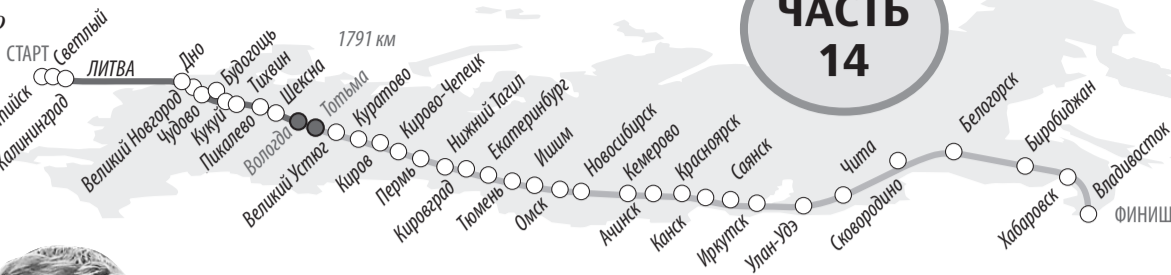 СТАРТ
Светлый
Калининград
ЛИТВА
Дно
Великий Новгород
Чудово
Будогощь
Кукуй
Тихвин
Пикалево
Шексна
Вологда
1791 км
Тотьма
Великий Устюг
Куратово
Киров
Кирово-Чепецк
Пермь
Нижний Тагил
Кировград
Екатеринбург
Тюмень
Ишим
Омск
Новосибирск
Ачинск
Кемерово
Канск
Красноярск
Иркутск
Саянск
Улан-Удэ
Чита
Сковородино
Белогорск
Биробиджан
Хабаровск
Владивосток
ФИНИШ
ЧАСТЬ
14